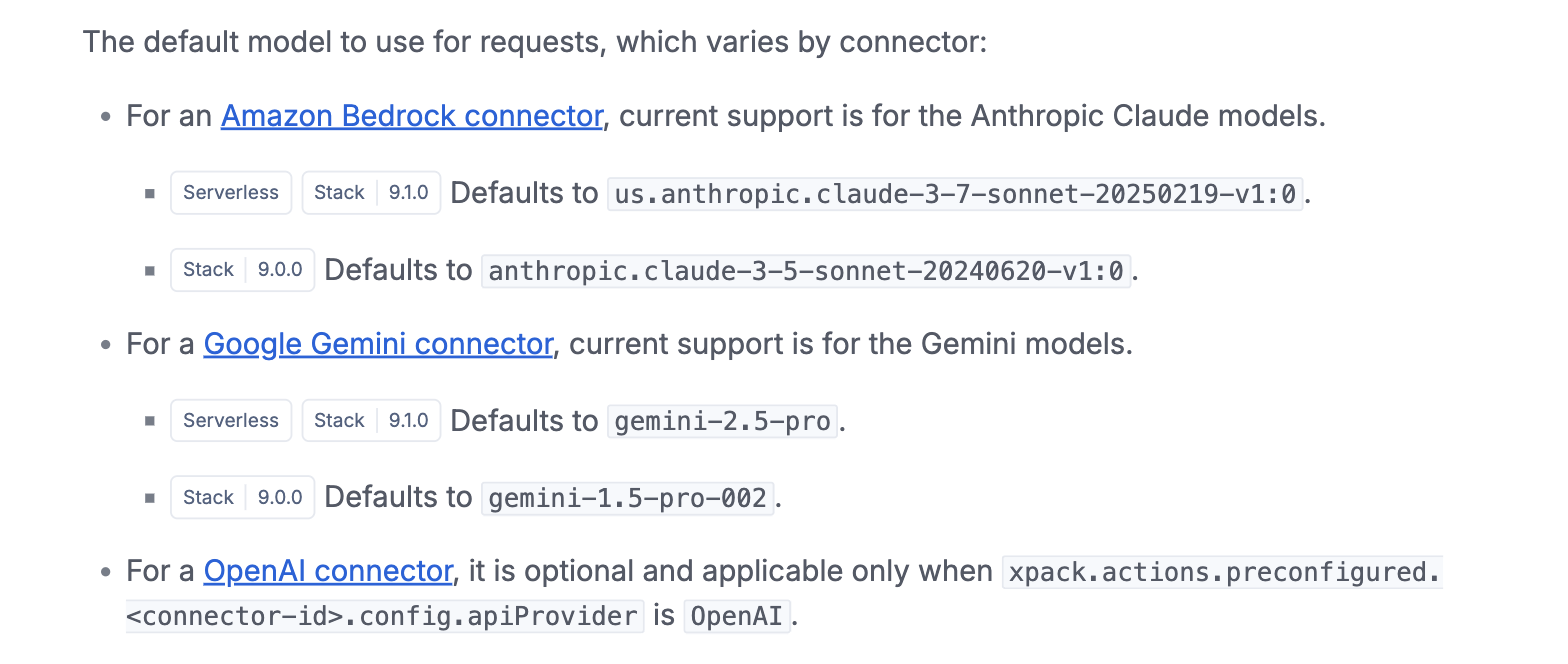 The default model to use for requests, which varies by connector:
• For an Amazon Bedrock connector, current support is for the Anthropic Claude models.
▪ Serverless Stack 9.1.0 Defaults to us.anthropic.claude-3-7-sonnet-20250219-v1:0.
▪ Stack 9.0.0 Defaults to anthropic.claude-3-5-sonnet-20240620-v1:0.
• For a Google Gemini connector, current support is for the Gemini models.
▪ Serverless Stack 9.1.0 Defaults to gemini-2.5-pro.
▪ Stack 9.0.0 Defaults to gemini-1.5-pro-002.
• For a OpenAI connector, it is optional and applicable only when xpack.actions.preconfigured.
<connector-id>.config.apiProvider is OpenAI.